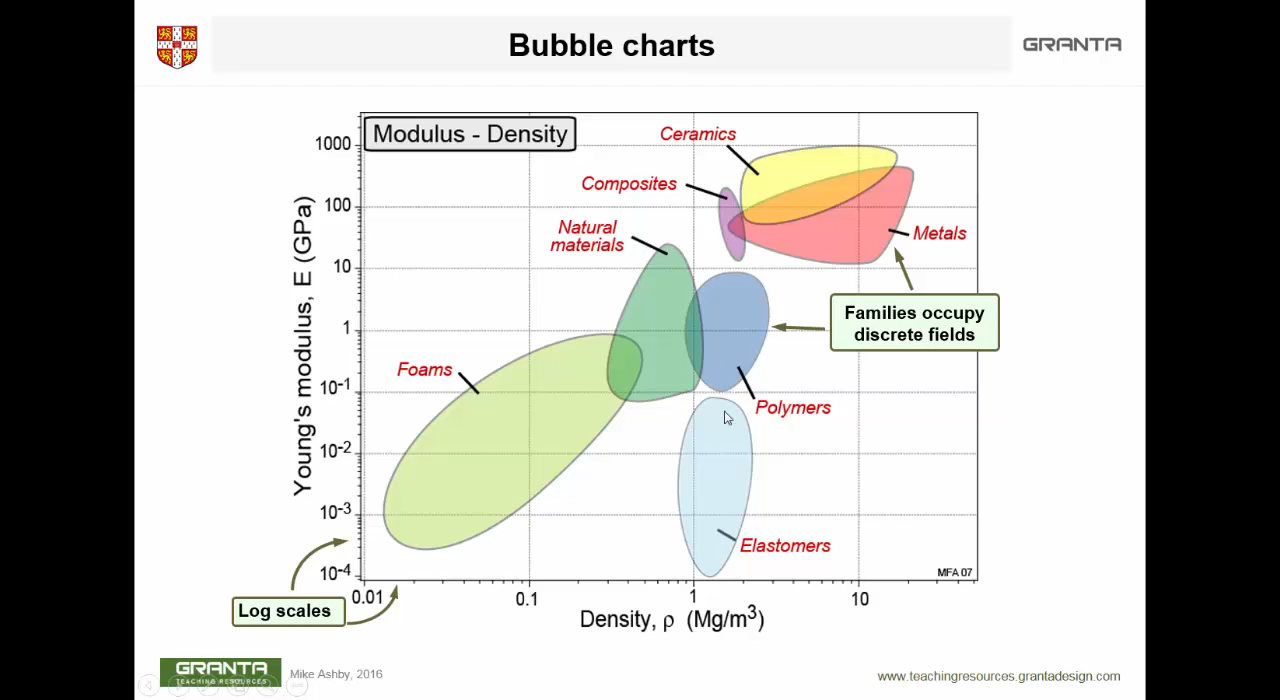 Bubble charts
GRANTA
Modulus - Density
Ceramics
Composites
Natural
materials
Metals
Families occupy
discrete fields
Foams
Polymers
Elastomers
Young's modulus, E (GPa)
1000
100
10
1
10⁻¹
10⁻²
10⁻³
10⁻⁴
MFA 07
0.01
0.1
1
10
Log scales
Density, ρ (Mg/m³)
GRANTA
TEACHING RESOURCES
Mike Ashby, 2016
www.teachingresources.grantadesign.com